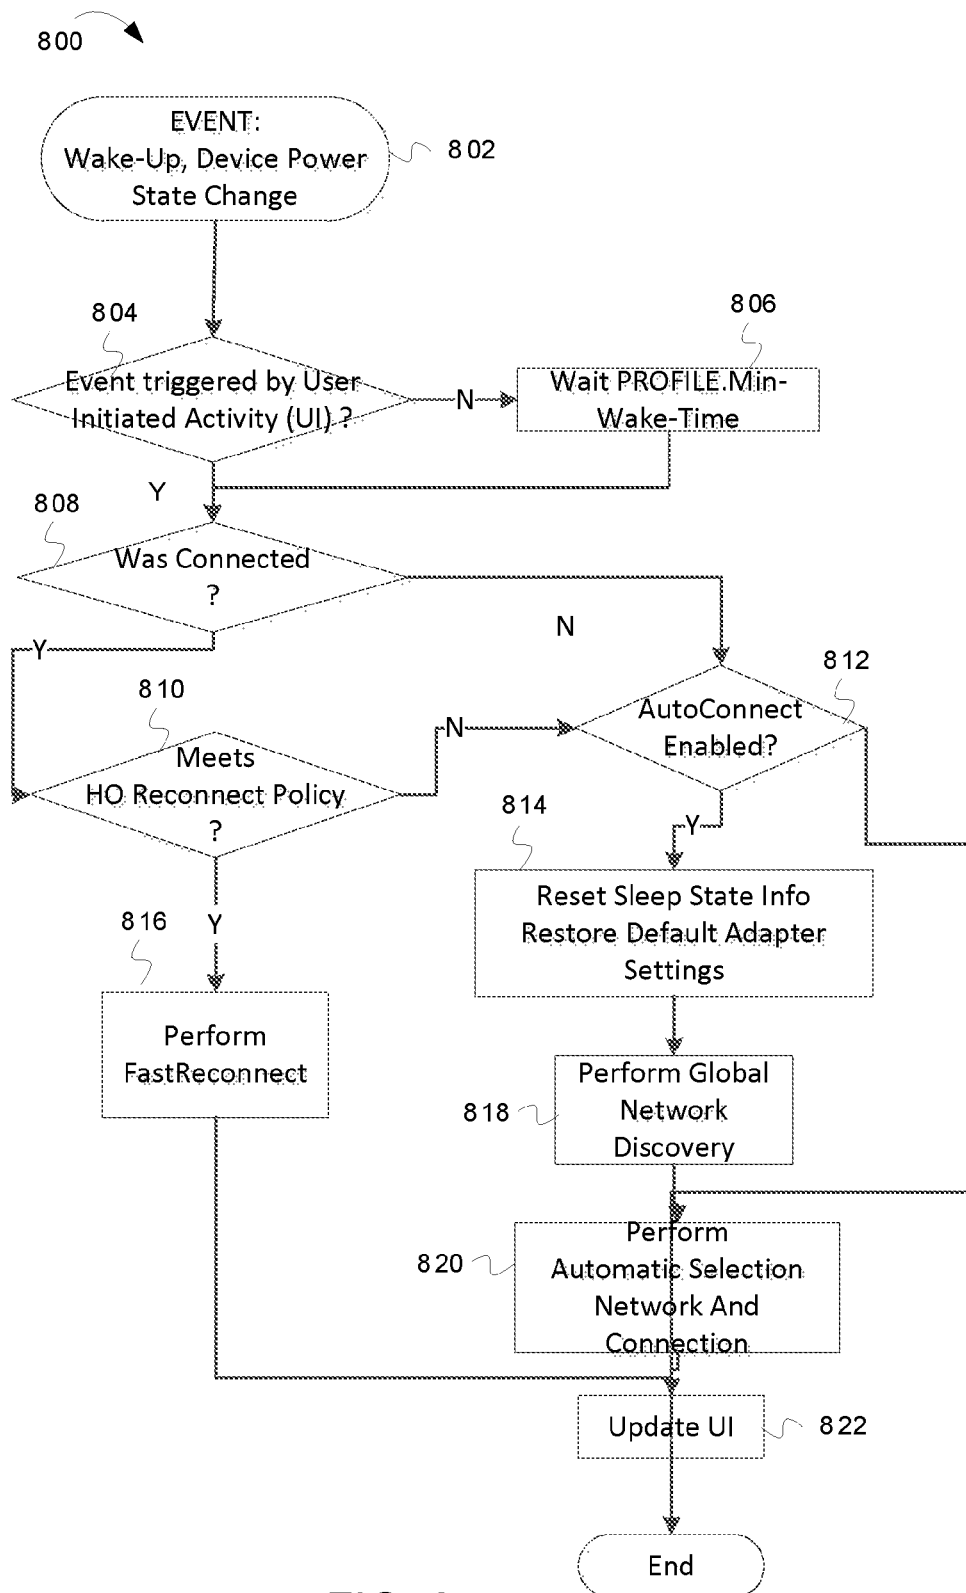 800
EVENT:
Wake-Up, Device Power
State Change
802
804
Event triggered by User
Initiated Activity (UI) ?
N
806
Wait PROFILE.Min-
Wake-Time
Y
808
Was Connected
?
N
Y
810
Meets
HO Reconnect Policy
?
N
812
AutoConnect
Enabled?
Y
814
Reset Sleep State Info
Restore Default Adapter
Settings
Y
816
Perform
FastReconnect
818
Perform Global
Network
Discovery
820
Perform
Automatic Selection
Network And
Connection
Update UI
822
End